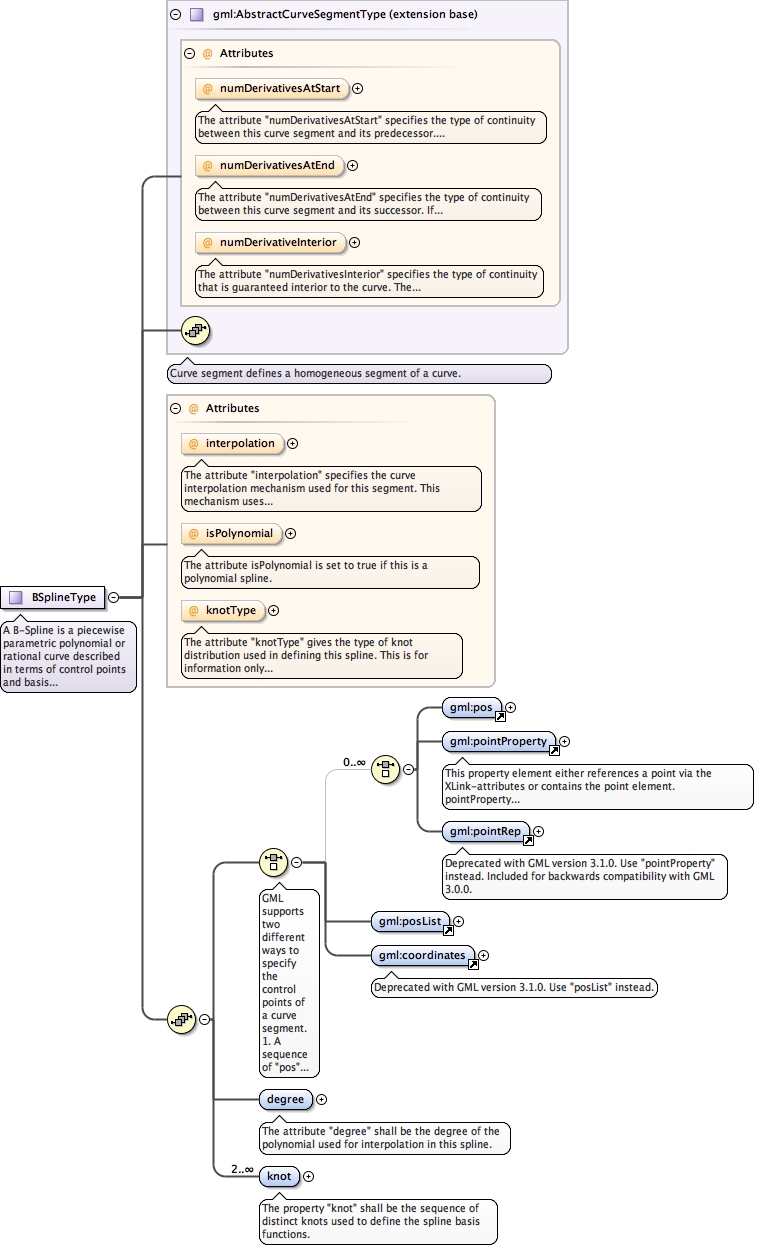 gml:AbstractCurveSegmentType (extension base)
@ Attributes
@ numDerivativesAtStart
The attribute "numDerivativesAtStart" specifies the type of continuity
between this curve segment and its predecessor....
@ numDerivativesAtEnd
The attribute "numDerivativesAtEnd" specifies the type of continuity
between this curve segment and its successor. If...
@ numDerivativeInterior
The attribute "numDerivativesInterior" specifies the type of continuity
that is guaranteed interior to the curve. The...
Curve segment defines a homogeneous segment of a curve.
@ Attributes
@ interpolation
The attribute "interpolation" specifies the curve
interpolation mechanism used for this segment. This
mechanism uses...
@ isPolynomial
The attribute isPolynomial is set to true if this is a
polynomial spline.
@ knotType
The attribute "knotType" gives the type of knot
distribution used in defining this spline. This is for
information only...
BSplineType
A B-Spline is a piecewise
parametric polynomial or
rational curve described
in terms of control points
and basis...
gml:pos
0..∞
gml:pointProperty
This property element either references a point via the
XLink-attributes or contains the point element.
pointProperty...
gml:pointRep
Deprecated with GML version 3.1.0. Use "pointProperty"
instead. Included for backwards compatibility with GML
3.0.0.
GML
supports
two
different
ways to
specify
the
control
points of
a curve
segment.
1. A
sequence
of "pos"...
gml:posList
gml:coordinates
Deprecated with GML version 3.1.0. Use "posList" instead.
degree
The attribute "degree" shall be the degree of the
polynomial used for interpolation in this spline.
2..∞
knot
The property "knot" shall be the sequence of
distinct knots used to define the spline basis
functions.